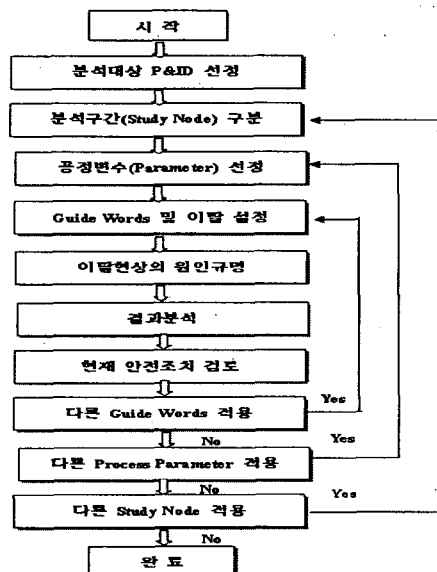 시 작
분석대상 P&ID 선정
분석구간(Study Node) 구분
공정변수(Parameter) 선정
Guide Words 및 이탈 설정
이탈현상의 원인규명
결과분석
현재 안전조치 검토
다른 Guide Words 적용
Yes
No
Yes
다른 Process Parameter 적용
No
Yes
다른 Study Node 적용
No
완 료